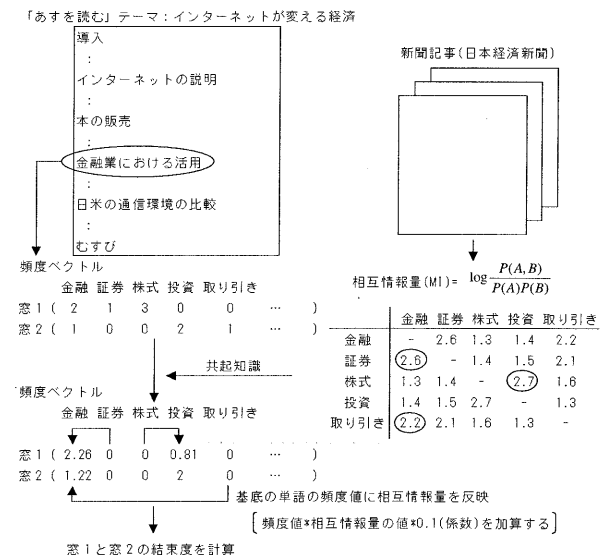 「あすを読む」テーマ：インターネットが変える経済
導入
：
インターネットの説明
：
本の販売
：
金融業における活用
：
日米の通信環境の比較
：
むすび
新聞記事(日本経済新聞)
頻度ベクトル
金融 証券 株式 投資 取り引き
窓1 ( 2 1 3 0 0 … )
窓2 ( 1 0 0 2 1 … )
共起知識
頻度ベクトル
金融 証券 株式 投資 取り引き
窓1 ( 2.26 0 0 0.81 0 … )
窓2 ( 1.22 0 0 2 0 … )
相互情報量(MI)= log P(A,B) / P(A)P(B)
金融 証券 株式 投資 取り引き
金融 - 2.6 1.3 1.4 2.2
証券 2.6 - 1.4 1.5 2.1
株式 1.3 1.4 - 2.7 1.6
投資 1.4 1.5 2.7 - 1.3
取り引き 2.2 2.1 1.6 1.3 -
基底の単語の頻度値に相互情報量を反映
[頻度値*相互情報量の値*0.1(係数)を加算する]
窓1と窓2の結束度を計算